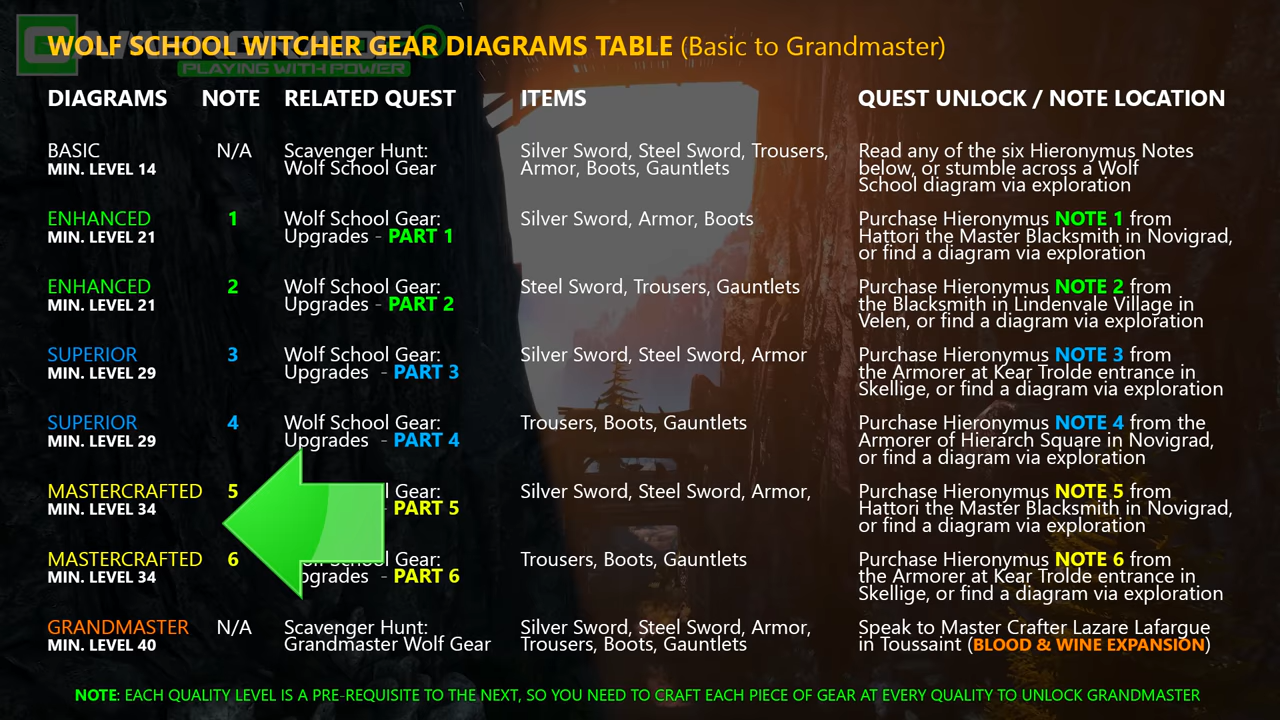 WOLF SCHOOL WITCHER GEAR DIAGRAMS TABLE (Basic to Grandmaster)
PLAYING WITH POWER
DIAGRAMS NOTE RELATED QUEST ITEMS QUEST UNLOCK / NOTE LOCATION
BASIC N/A Scavenger Hunt: Silver Sword, Steel Sword, Trousers, Read any of the six Hieronymus Notes
MIN. LEVEL 14 Wolf School Gear Armor, Boots, Gauntlets below, or stumble across a Wolf
School diagram via exploration
ENHANCED 1 Wolf School Gear: Silver Sword, Armor, Boots Purchase Hieronymus NOTE 1 from
MIN. LEVEL 21 Upgrades - PART 1 Hattori the Master Blacksmith in Novigrad,
or find a diagram via exploration
ENHANCED 2 Wolf School Gear: Steel Sword, Trousers, Gauntlets Purchase Hieronymus NOTE 2 from
MIN. LEVEL 21 Upgrades - PART 2 the Blacksmith in Lindenvale Village in
Velen, or find a diagram via exploration
SUPERIOR 3 Wolf School Gear: Silver Sword, Steel Sword, Armor Purchase Hieronymus NOTE 3 from
MIN. LEVEL 29 Upgrades - PART 3 the Armorer at Kear Trolde entrance in
Skellige, or find a diagram via exploration
SUPERIOR 4 Wolf School Gear: Trousers, Boots, Gauntlets Purchase Hieronymus NOTE 4 from the
MIN. LEVEL 29 Upgrades - PART 4 Armorer of Hierarch Square in Novigrad,
or find a diagram via exploration
MASTERCRAFTED 5 Gear: Silver Sword, Steel Sword, Armor, Purchase Hieronymus NOTE 5 from
MIN. LEVEL 34 PART 5 Hattori the Master Blacksmith in Novigrad,
or find a diagram via exploration
MASTERCRAFTED 6 Gear: Trousers, Boots, Gauntlets Purchase Hieronymus NOTE 6 from
MIN. LEVEL 34 pgrades - PART 6 the Armorer at Kear Trolde entrance in
Skellige, or find a diagram via exploration
GRANDMASTER N/A Scavenger Hunt: Silver Sword, Steel Sword, Armor, Speak to Master Crafter Lazare Lafargue
MIN. LEVEL 40 Grandmaster Wolf Gear Trousers, Boots, Gauntlets in Toussaint (BLOOD & WINE EXPANSION)
NOTE: EACH QUALITY LEVEL IS A PRE-REQUISITE TO THE NEXT, SO YOU NEED TO CRAFT EACH PIECE OF GEAR AT EVERY QUALITY TO UNLOCK GRANDMASTER